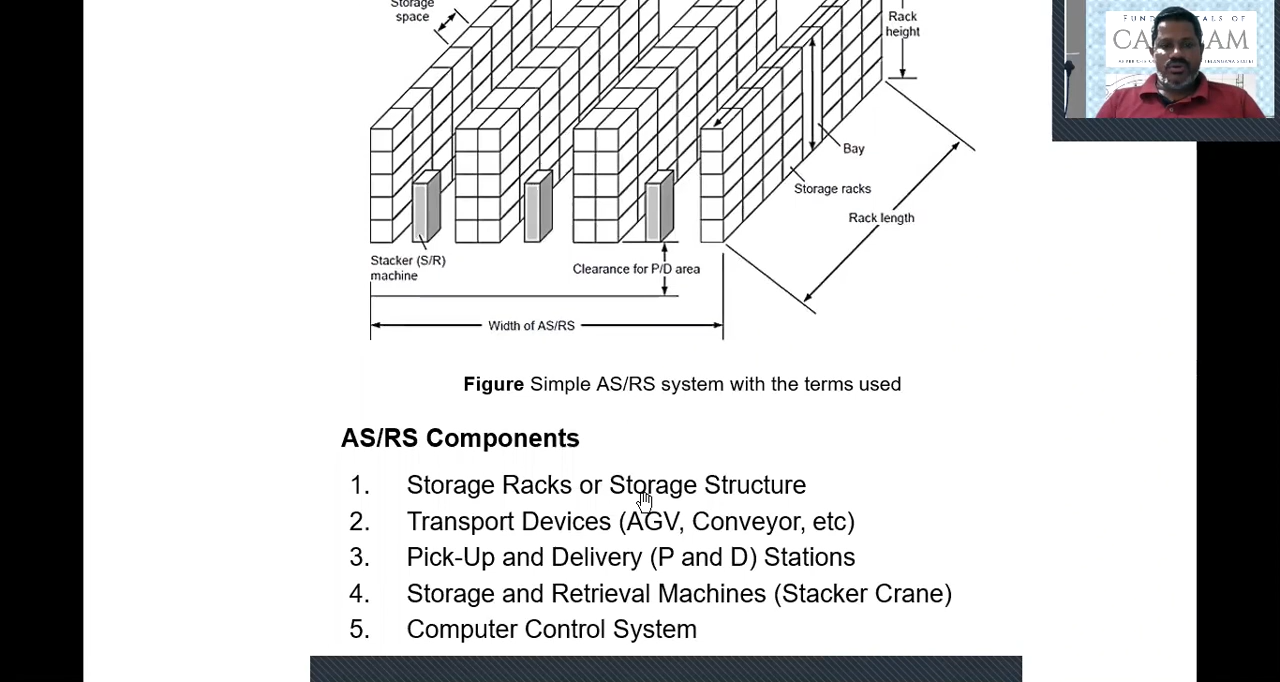 Storage
space
Rack
height
FUNDAMENTALS OF
Bay
Storage racks
Rack length
Stacker (S/R)
machine
Clearance for P/D area
Width of AS/RS
Figure Simple AS/RS system with the terms used
AS/RS Components
1. Storage Racks or Storage Structure
2. Transport Devices (AGV, Conveyor, etc)
3. Pick-Up and Delivery (P and D) Stations
4. Storage and Retrieval Machines (Stacker Crane)
5. Computer Control System